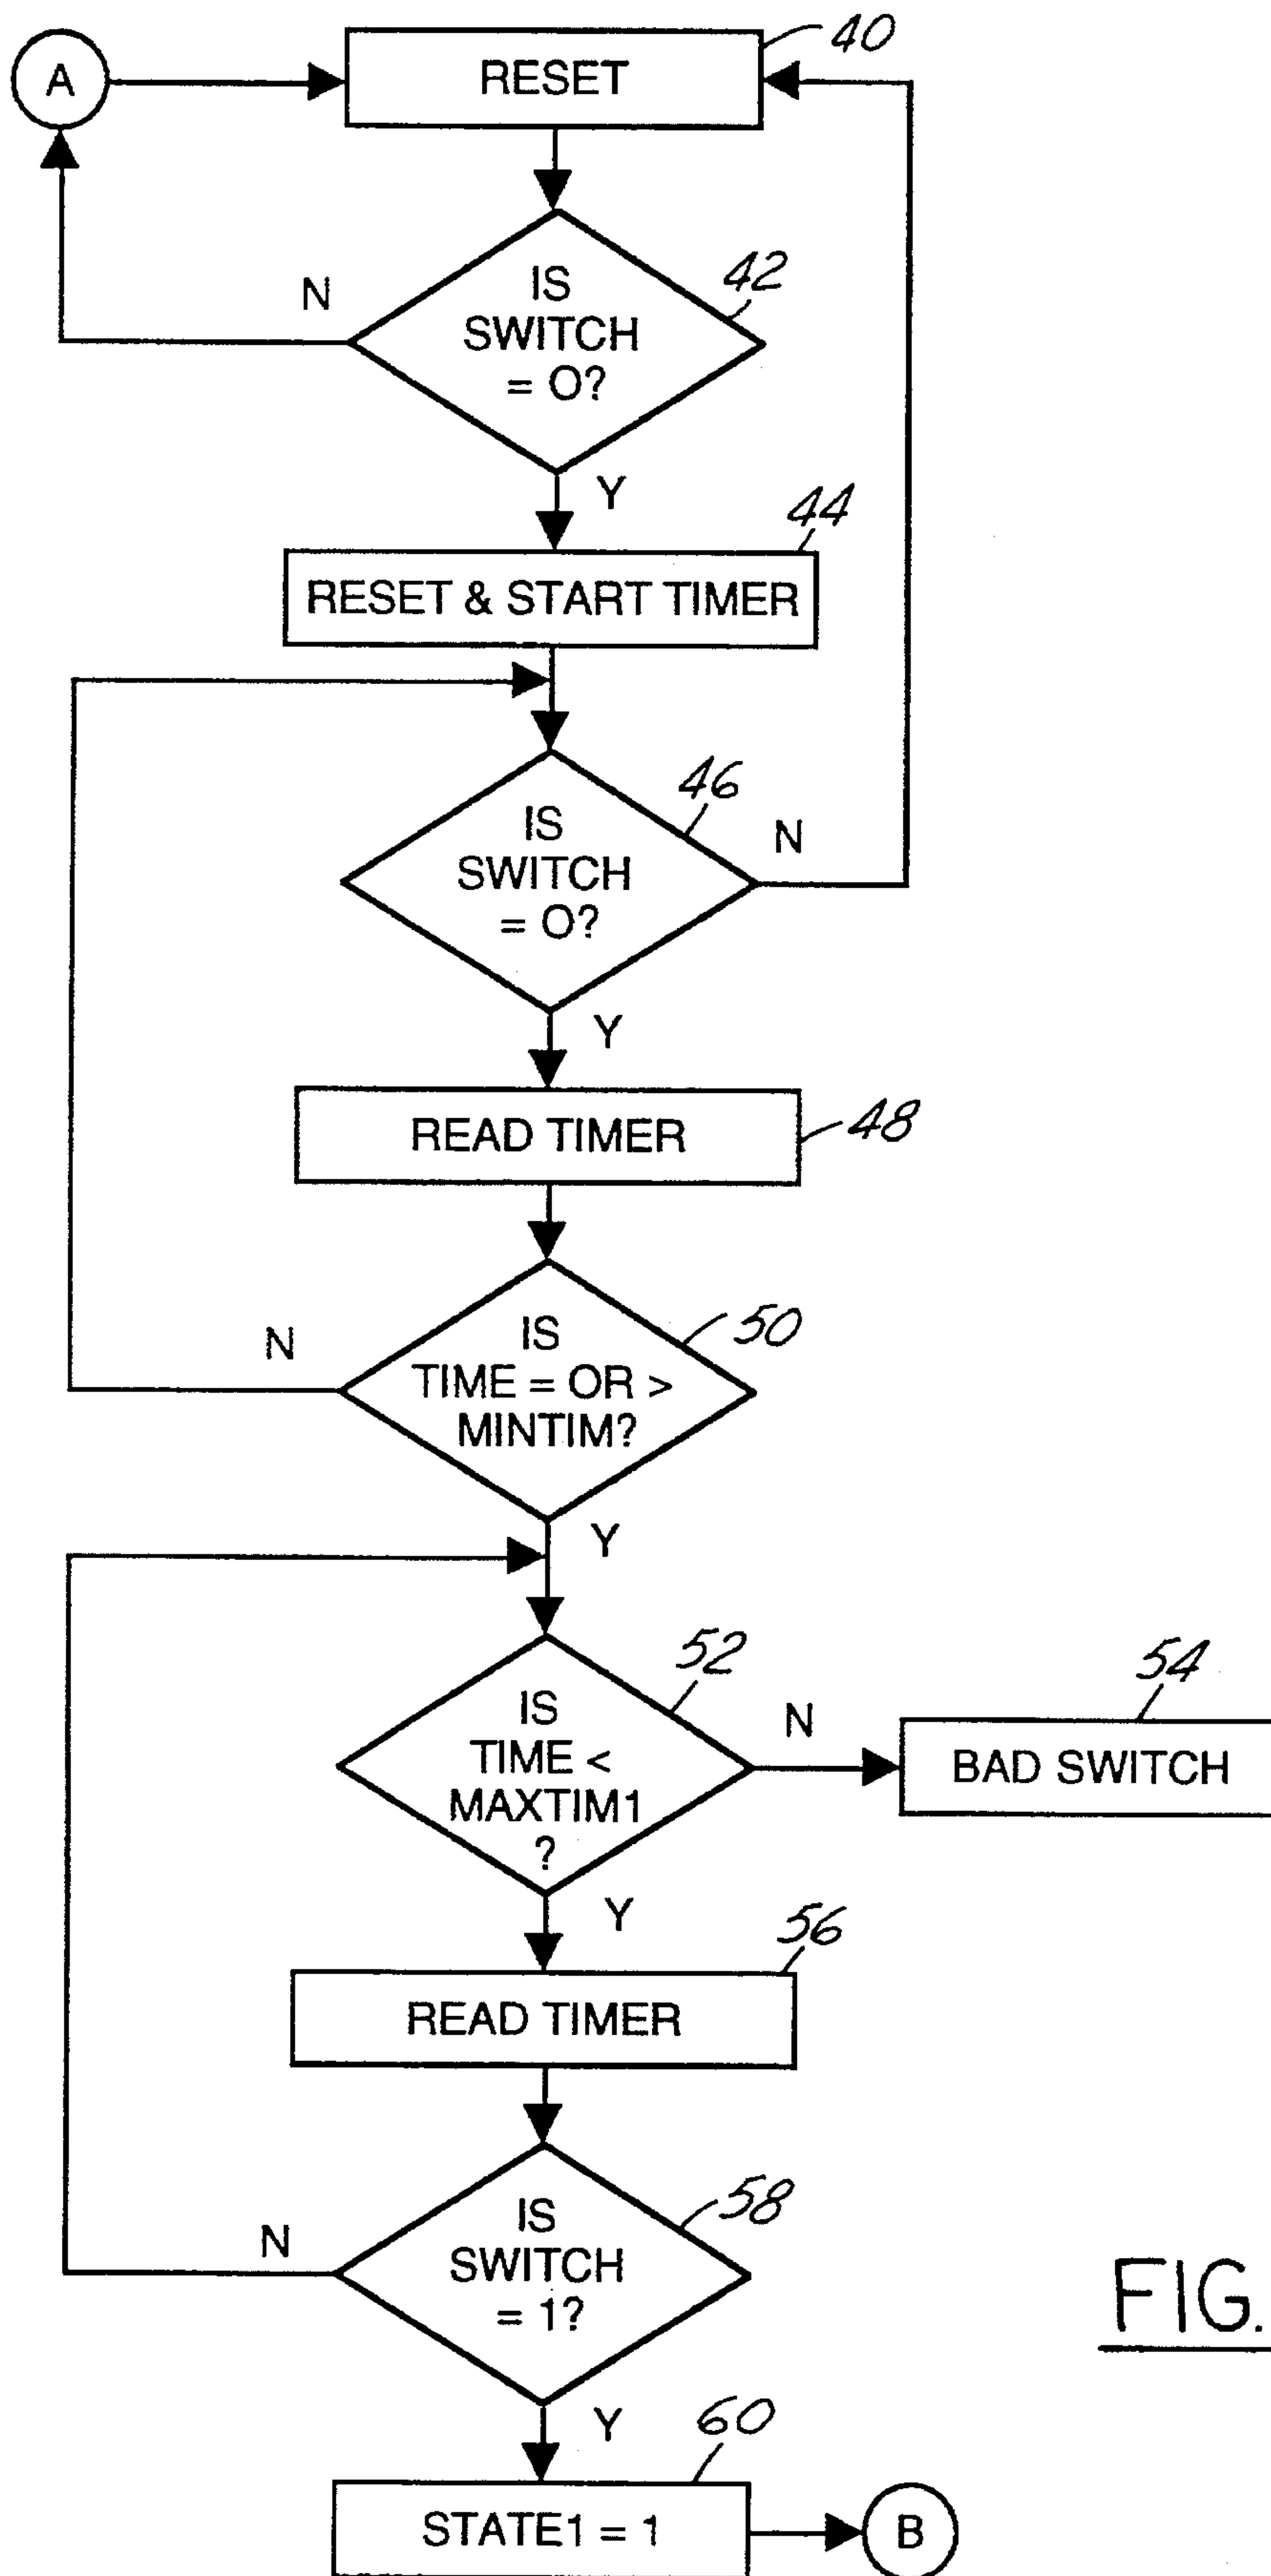 40
A
RESET
42
N
IS
SWITCH
= O?
Y
44
RESET & START TIMER
46
N
IS
SWITCH
= O?
Y
READ TIMER
48
50
N
IS
TIME = OR >
MINTIM?
Y
52
N
IS
TIME <
MAXTIM1
?
54
BAD SWITCH
Y
56
READ TIMER
58
N
IS
SWITCH
= 1?
FIG.
Y
60
STATE1 = 1
B